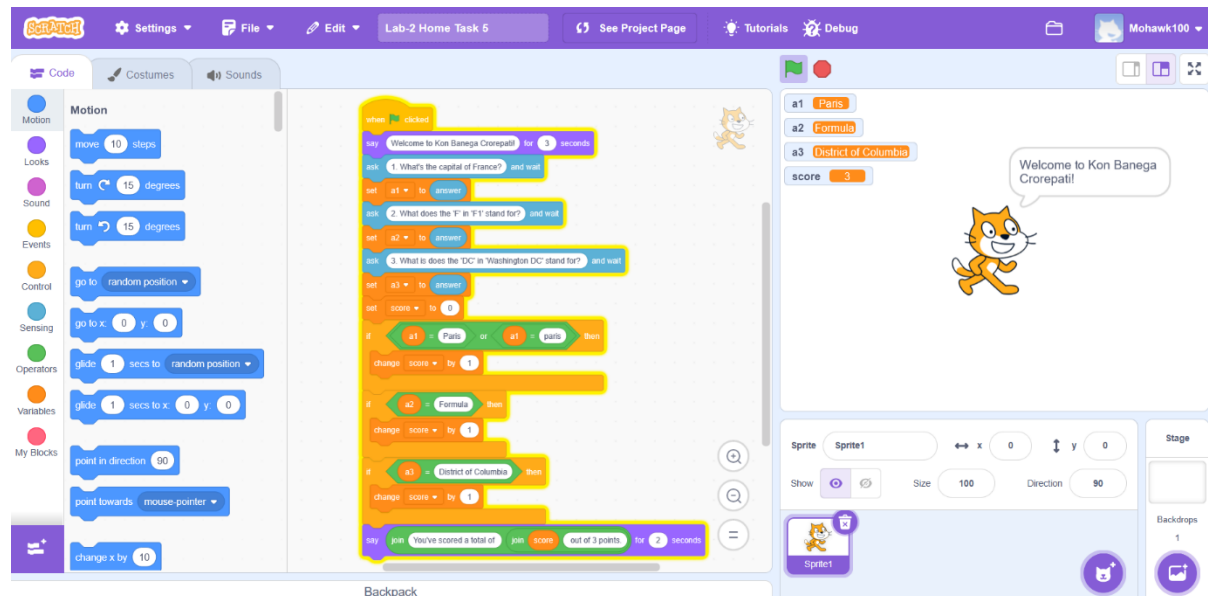 SCRATCH Settings File Edit Lab-2 Home Task 5 See Project Page Tutorials Debug Mohawk100
Code Costumes Sounds
Motion
Looks
Sound
Events
Control
Sensing
Operators
Variables
My Blocks
Motion
move 10 steps
turn 15 degrees
turn 15 degrees
go to random position
go to x: 0 y: 0
glide 1 secs to random position
glide 1 secs to x: 0 y: 0
point in direction 90
point towards mouse-pointer
change x by 10
when clicked
say Welcome to Kon Banega Crorepati! for 3 seconds
ask 1. What's the capital of France? and wait
set a1 to answer
ask 2. What does the 'F' in 'F1' stand for? and wait
set a2 to answer
ask 3. What is does the 'DC' in 'Washington DC' stand for? and wait
set a3 to answer
set score to 0
if a1 = Paris or a1 = paris then
change score by 1
if a2 = Formula then
change score by 1
if a3 = District of Columbia then
change score by 1
say join You've scored a total of join score out of 3 points. for 2 seconds
Backpack
a1 Paris
a2 Formula
a3 District of Columbia
score 3
Welcome to Kon Banega
Crorepati!
Sprite Sprite1 x 0 y 0
Show Size 100 Direction 90
Sprite1
Stage
Backdrops
1